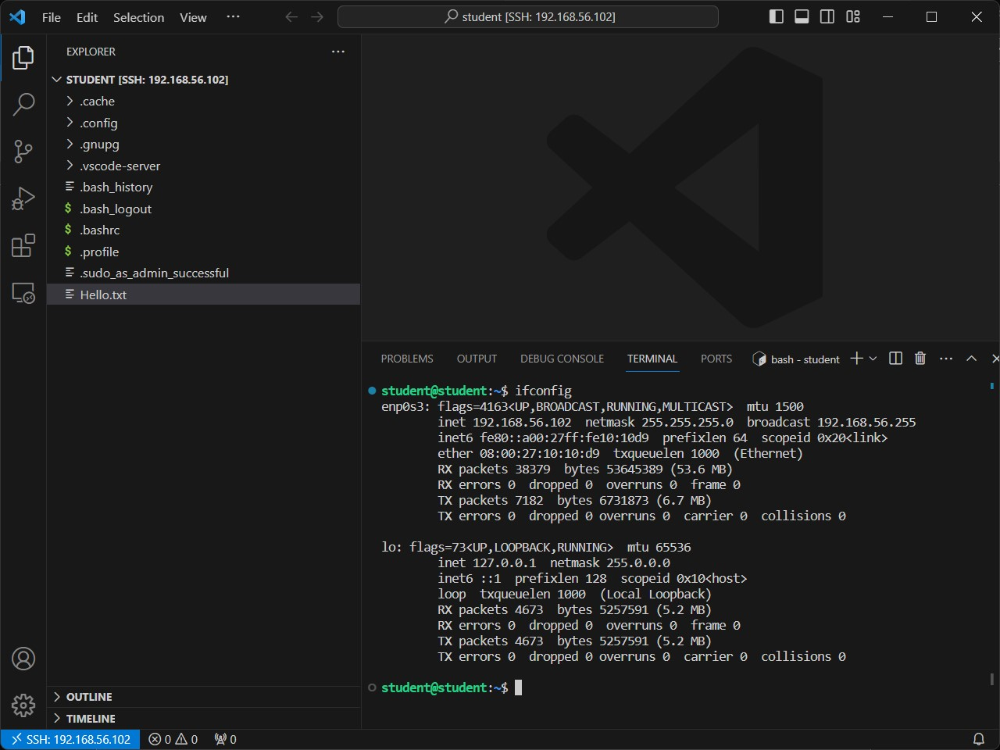 File Edit Selection View ··· student [SSH: 192.168.56.102]
EXPLORER ···
STUDENT [SSH: 192.168.56.102]
.cache
.config
.gnupg
.vscode-server
.bash_history
$ .bash_logout
$ .bashrc
$ .profile
.sudo_as_admin_successful
Hello.txt
OUTLINE
TIMELINE
PROBLEMS OUTPUT DEBUG CONSOLE TERMINAL PORTS bash - student ···
student@student:~$ ifconfig
enp0s3: flags=4163<UP,BROADCAST,RUNNING,MULTICAST>  mtu 1500
        inet 192.168.56.102  netmask 255.255.255.0  broadcast 192.168.56.255
        inet6 fe80::a00:27ff:fe10:10d9  prefixlen 64  scopeid 0x20<link>
        ether 08:00:27:10:10:d9  txqueuelen 1000  (Ethernet)
        RX packets 38379  bytes 53645389 (53.6 MB)
        RX errors 0  dropped 0  overruns 0  frame 0
        TX packets 7182  bytes 6731873 (6.7 MB)
        TX errors 0  dropped 0 overruns 0  carrier 0  collisions 0
lo: flags=73<UP,LOOPBACK,RUNNING>  mtu 65536
        inet 127.0.0.1  netmask 255.0.0.0
        inet6 ::1  prefixlen 128  scopeid 0x10<host>
        loop  txqueuelen 1000  (Local Loopback)
        RX packets 4673  bytes 5257591 (5.2 MB)
        RX errors 0  dropped 0  overruns 0  frame 0
        TX packets 4673  bytes 5257591 (5.2 MB)
        TX errors 0  dropped 0 overruns 0  carrier 0  collisions 0
student@student:~$
SSH: 192.168.56.102 0 0 0